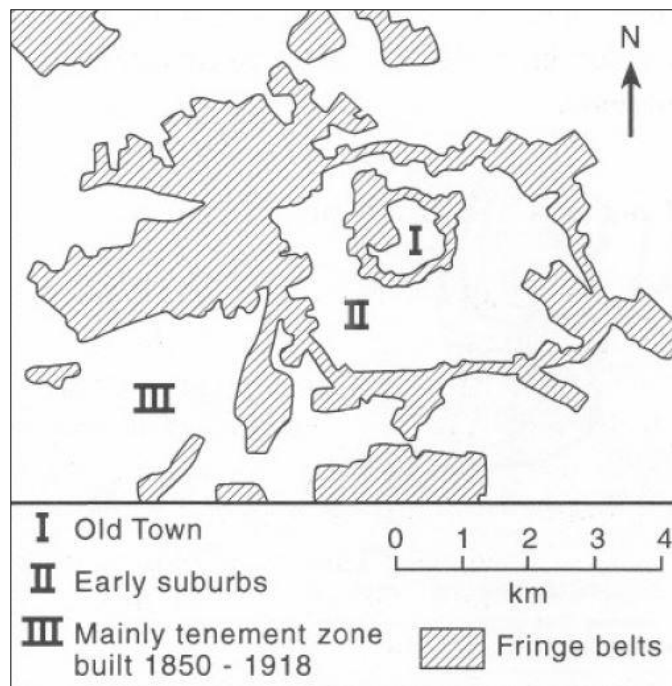 N
I
II
III
I Old Town
II Early suburbs
III Mainly tenement zone
built 1850 - 1918
0 1 2 3 4
km
Fringe belts